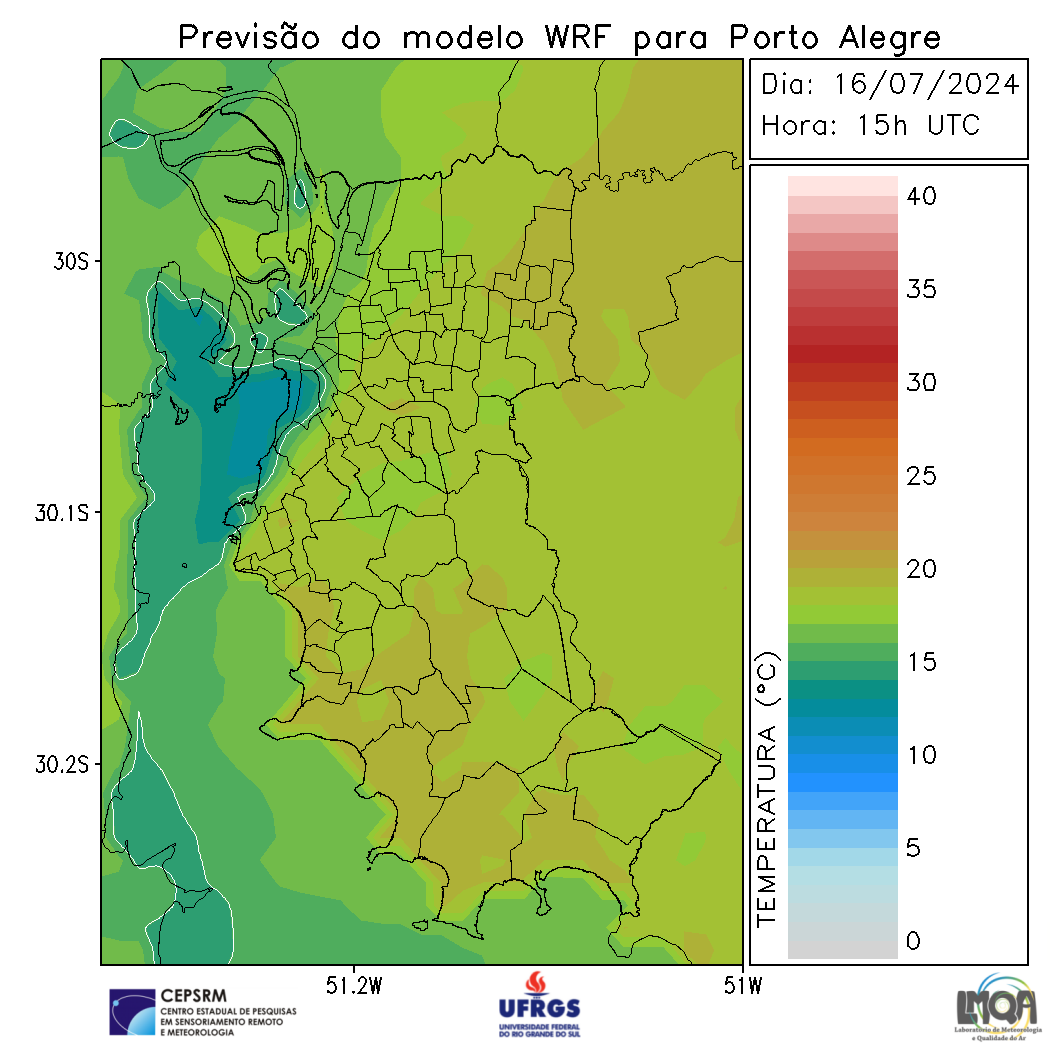 Previsão do modelo WRF para Porto Alegre
Dia: 16/07/2024
Hora: 15h UTC
40
35
30
25
20
15
10
5
0
TEMPERATURA (°C)
30S
30.1S
30.2S
51.2W
51W
CEPSRM
CENTRO ESTADUAL DE PESQUISAS
EM SENSORIAMENTO REMOTO
E METEOROLOGIA
UFRGS
UNIVERSIDADE FEDERAL
DO RIO GRANDE DO SUL
LMQA
Laboratório de Meteorologia
e Qualidade do Ar